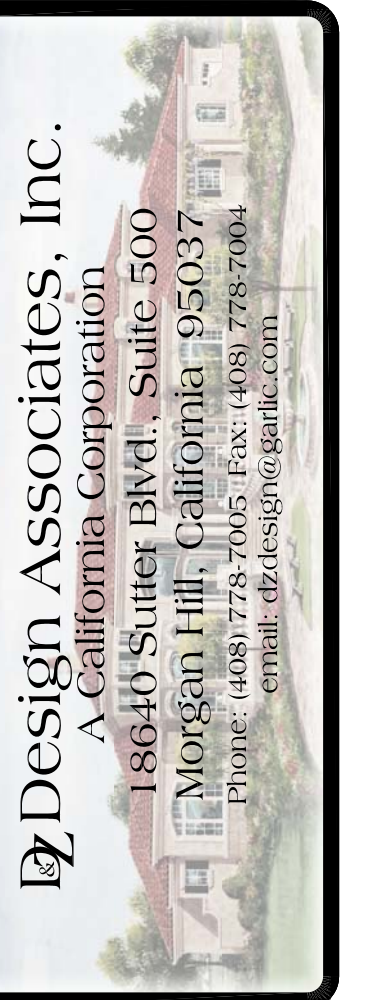 D&Z Design Associates, Inc.
A California Corporation
18640 Sutter Blvd., Suite 500
Morgan Hill, California 95037
Phone: (408) 778-7005 Fax: (408) 778-7004
email: dzdesign@garlic.com